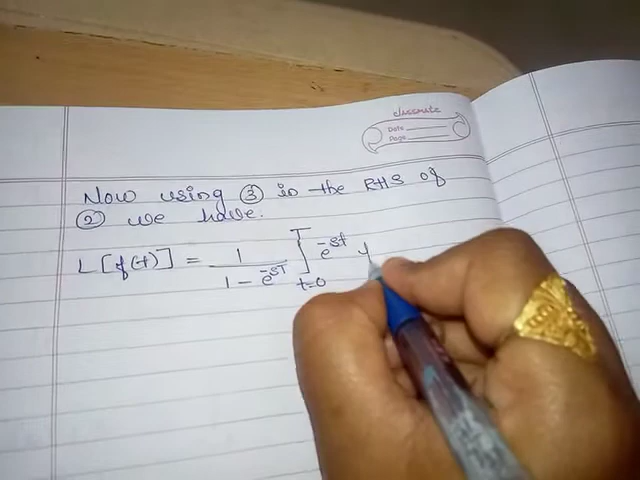 classmate
Date
Page
Now using ③ in the RHS of
② we have.
L[f(t)] = 1 / (1 - e^-sT) ∫_{t=0}^{T} e^-st f